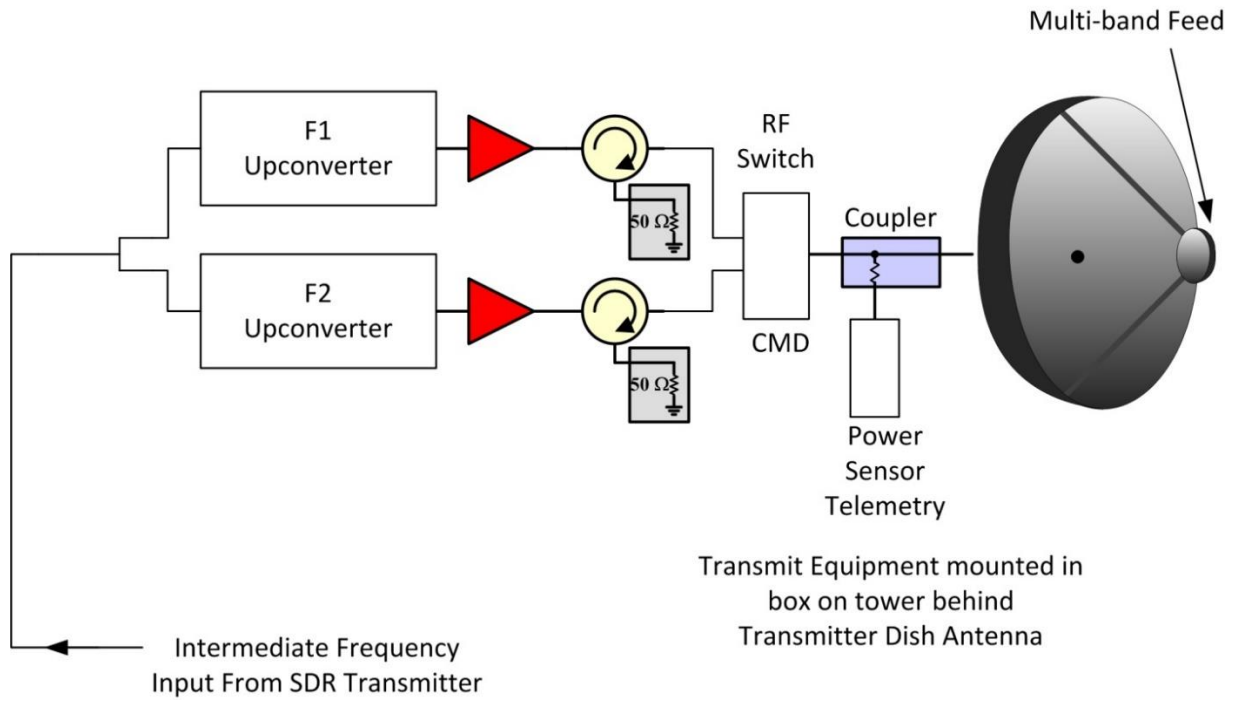 Multi-band Feed
F1
Upconverter
RF
Switch
50 Ω
Coupler
F2
Upconverter
CMD
50 Ω
Power
Sensor
Telemetry
Transmit Equipment mounted in
box on tower behind
Transmitter Dish Antenna
Intermediate Frequency
Input From SDR Transmitter